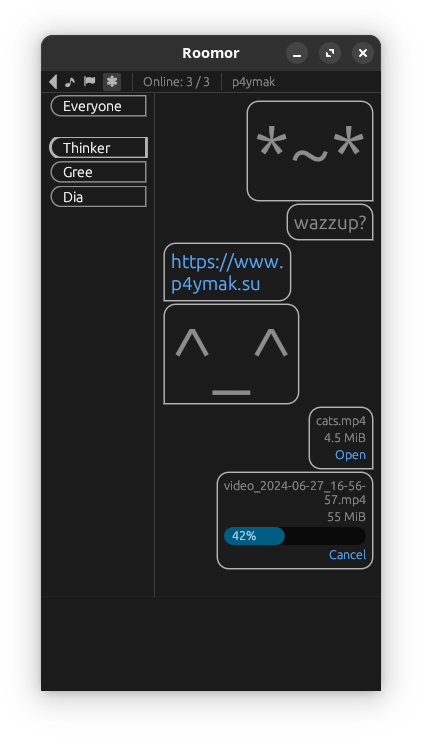 Roomor
Online: 3 / 3
p4ymak
Everyone
Thinker
Gree
Dia
*~*
wazzup?
https://www.
p4ymak.su
^_^
cats.mp4
4.5 MiB
Open
video_2024-06-27_16-56-
57.mp4
55 MiB
42%
Cancel